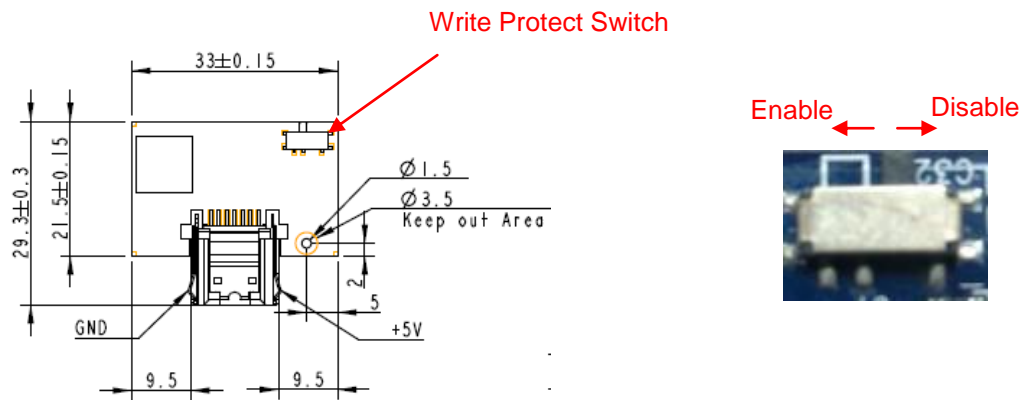 Write Protect Switch
33±0.15
Enable
Disable
29.3±0.3
21.5±0.15
Ø1.5
Ø3.5
Keep out Area
2
5
GND
+5V
9.5
9.5